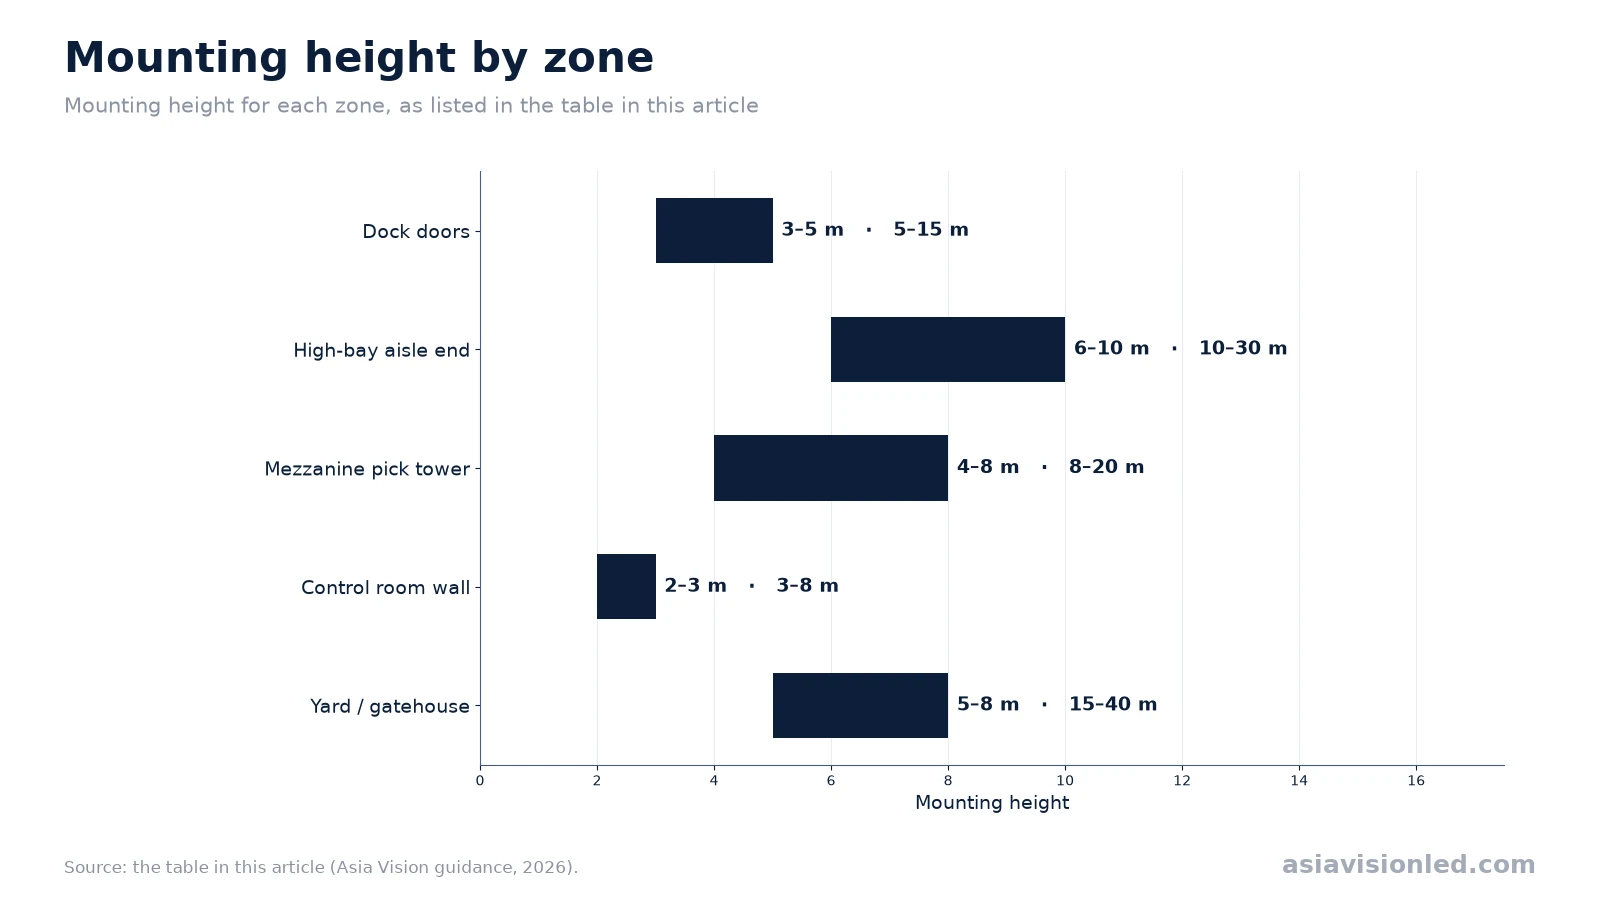 Mounting height by zone
Mounting height for each zone, as listed in the table in this article
Dock doors
3–5 m · 5–15 m
High-bay aisle end
6–10 m · 10–30 m
Mezzanine pick tower
4–8 m · 8–20 m
Control room wall
2–3 m · 3–8 m
Yard / gatehouse
5–8 m · 15–40 m
0 2 4 6 8 10 12 14 16
Mounting height
Source: the table in this article (Asia Vision guidance, 2026).
asiavisionled.com